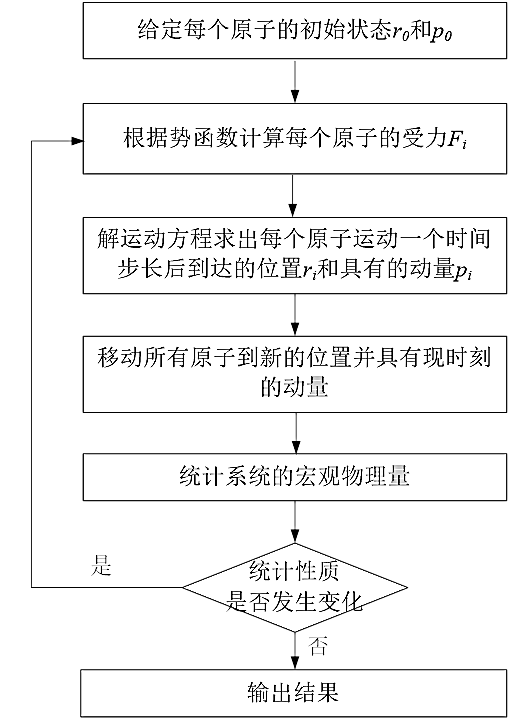 给定每个原子的初始状态r₀和p₀
根据势函数计算每个原子的受力Fᵢ
解运动方程求出每个原子运动一个时间
步长后到达的位置rᵢ和具有的动量pᵢ
移动所有原子到新的位置并具有现时刻
的动量
统计系统的宏观物理量
统计性质
是否发生变化
是
否
输出结果